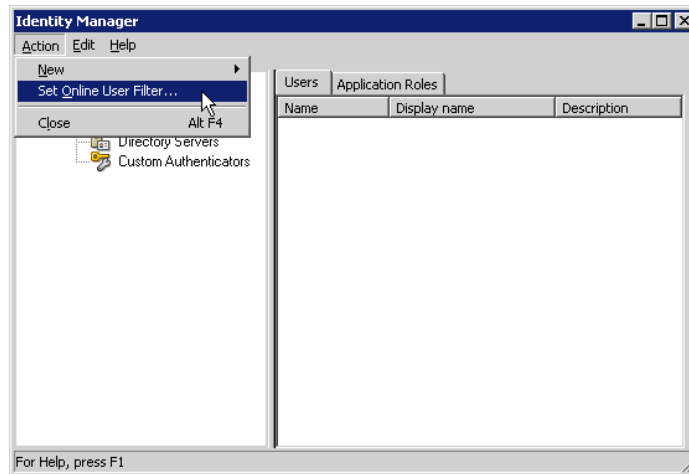 Identity Manager
Action Edit Help
New
Set Online User Filter...
Close Alt F4
Directory Servers
Custom Authenticators
Users Application Roles
Name Display name Description
For Help, press F1